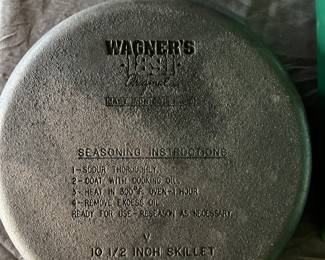 WAGNER'S
1891
Original
SEASONING INSTRUCTIONS
1-SCOUR THOROUGHLY.
2-COAT WITH COOKING OIL.
3-HEAT IN 300°F. OVEN-1 HOUR
4-REMOVE EXCESS OIL
READY FOR USE-RESEASON AS NECESSARY.
V
10 1/2 INCH SKILLET